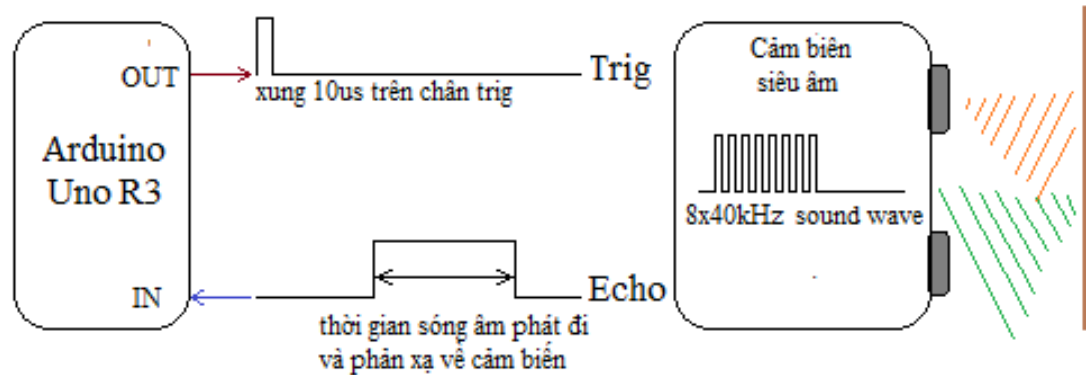 OUT
xung 10us trên chân trig
Trig
Arduino
Uno R3
IN
Echo
thời gian sóng âm phát đi
và phản xạ về cảm biến
Cảm biên
siêu âm
8x40kHz sound wave